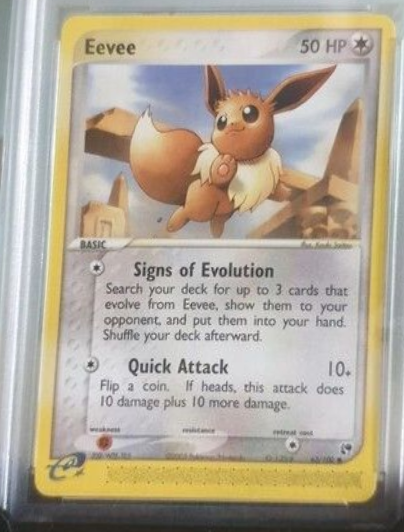 Eevee 50 HP
BASIC
Signs of Evolution
Search your deck for up to 3 cards that
evolve from Eevee, show them to your
opponent, and put them into your hand.
Shuffle your deck afterward.
Quick Attack 10+
Flip a coin. If heads, this attack does
10 damage plus 10 more damage.
weakness resistance retreat cost
63/100